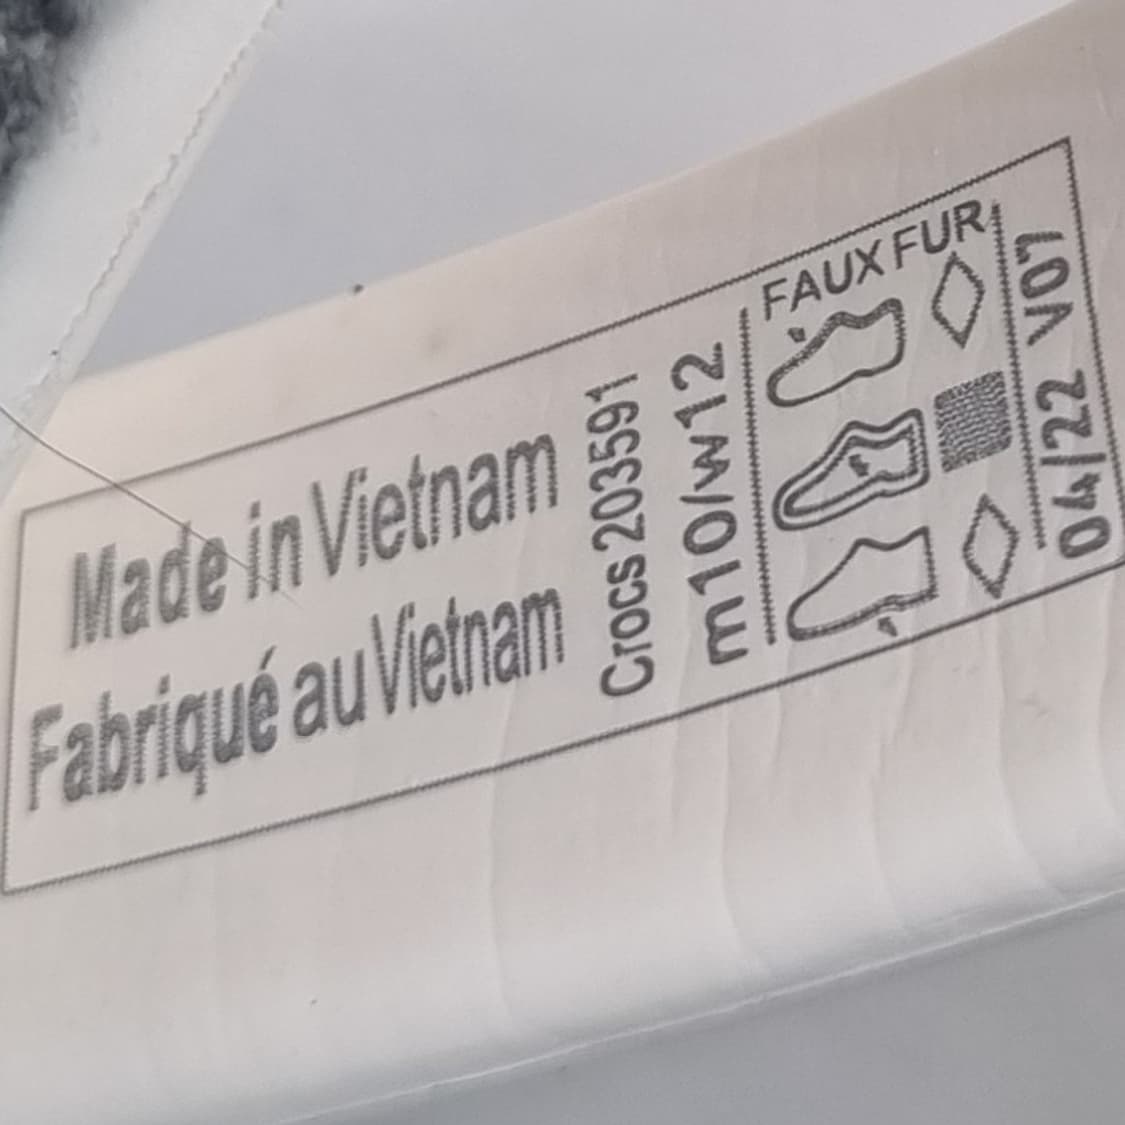 Made in Vietnam
Fabriqué au Vietnam
Crocs 203591
m10/w12
FAUX FUR
04/22 V07